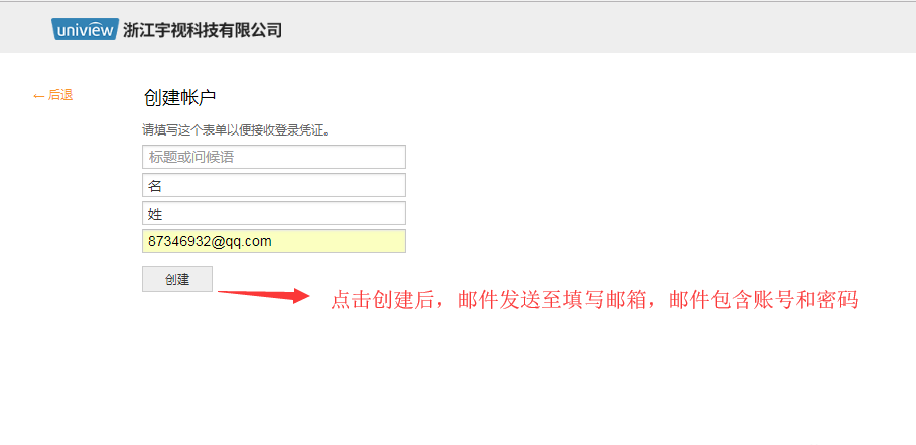 uniview 浙江宇视科技有限公司
← 后退
创建帐户
请填写这个表单以便接收登录凭证。
标题或问候语
名
姓
87346932@qq.com
创建
点击创建后，邮件发送至填写邮箱，邮件包含账号和密码